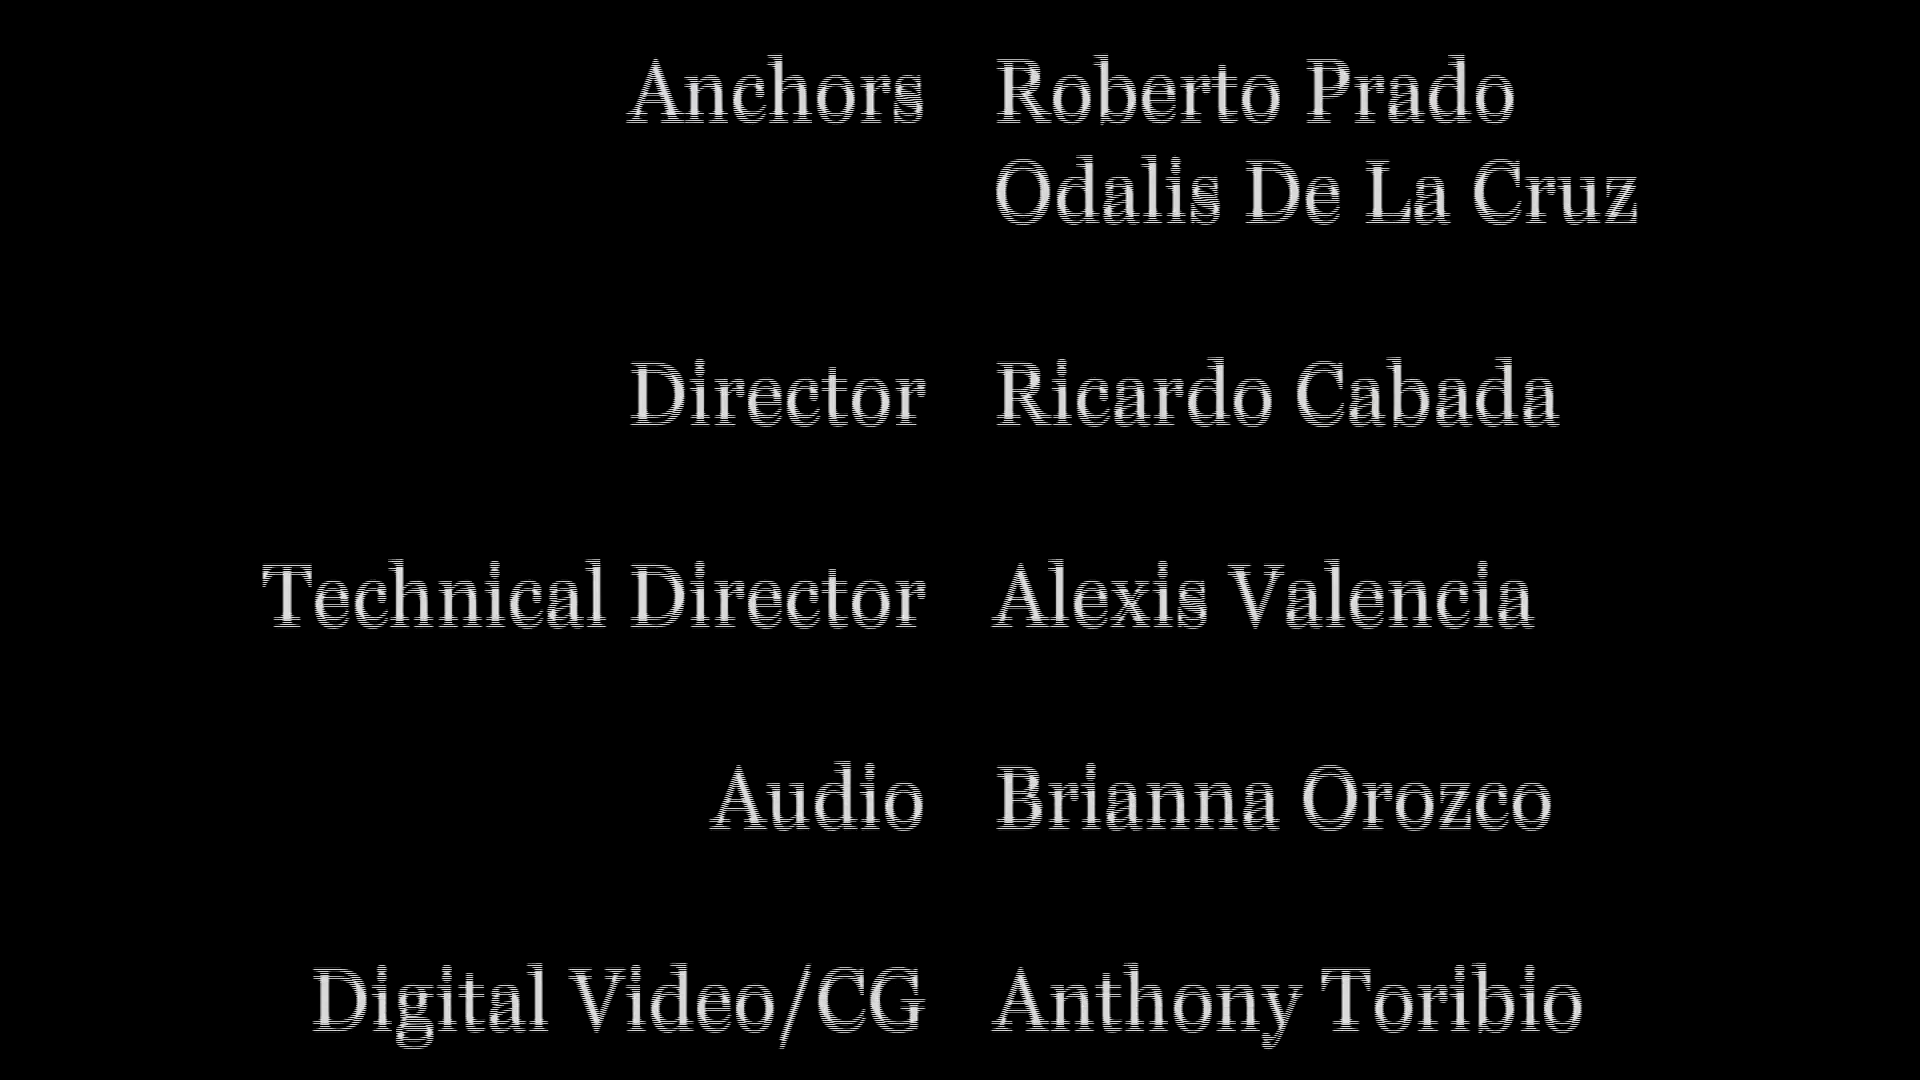 Anchors Roberto Prado
Odalis De La Cruz
Director Ricardo Cabada
Technical Director Alexis Valencia
Audio Brianna Orozco
Digital Video/CG Anthony Toribio